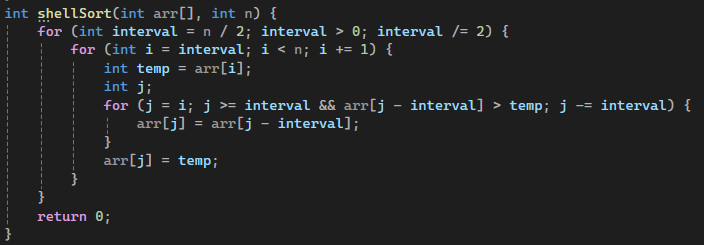 int shellSort(int arr[], int n) {
    for (int interval = n / 2; interval > 0; interval /= 2) {
        for (int i = interval; i < n; i += 1) {
            int temp = arr[i];
            int j;
            for (j = i; j >= interval && arr[j - interval] > temp; j -= interval) {
                arr[j] = arr[j - interval];
            }
            arr[j] = temp;
        }
    }
    return 0;
}